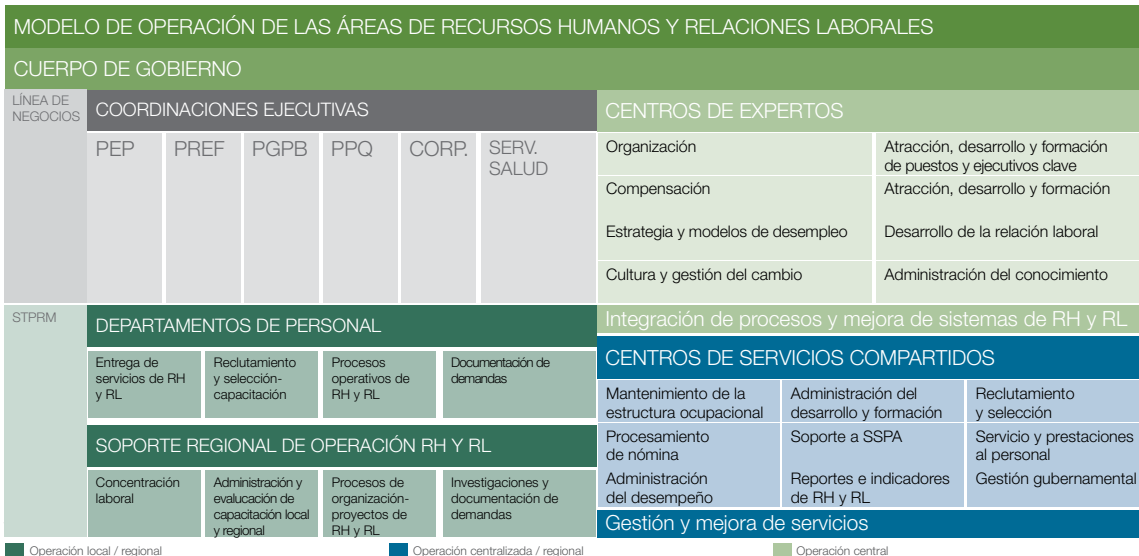 MODELO DE OPERACIÓN DE LAS ÁREAS DE RECURSOS HUMANOS Y RELACIONES LABORALES
CUERPO DE GOBIERNO
LÍNEA DE
NEGOCIOS
COORDINACIONES EJECUTIVAS
PEP
PREF
PGPB
PPQ
CORP.
SERV.
SALUD
CENTROS DE EXPERTOS
Organización
Atracción, desarrollo y formación
de puestos y ejecutivos clave
Compensación
Atracción, desarrollo y formación
Estrategia y modelos de desempleo
Desarrollo de la relación laboral
Cultura y gestión del cambio
Administración del conocimiento
Integración de procesos y mejora de sistemas de RH y RL
STPRM
DEPARTAMENTOS DE PERSONAL
Entrega de
servicios de RH
y RL
Reclutamiento
y selección-
capacitación
Procesos
operativos de
RH y RL
Documentación de
demandas
SOPORTE REGIONAL DE OPERACIÓN RH Y RL
Concentración
laboral
Administración y
evalucación de
capacitación local
y regional
Procesos de
organización-
proyectos de
RH y RL
Investigaciones y
documentación de
demandas
CENTROS DE SERVICIOS COMPARTIDOS
Mantenimiento de la
estructura ocupacional
Administración del
desarrollo y formación
Reclutamiento
y selección
Procesamiento
de nómina
Soporte a SSPA
Servicio y prestaciones
al personal
Administración
del desempeño
Reportes e indicadores
de RH y RL
Gestión gubernamental
Gestión y mejora de servicios
Operación local / regional
Operación centralizada / regional
Operación central